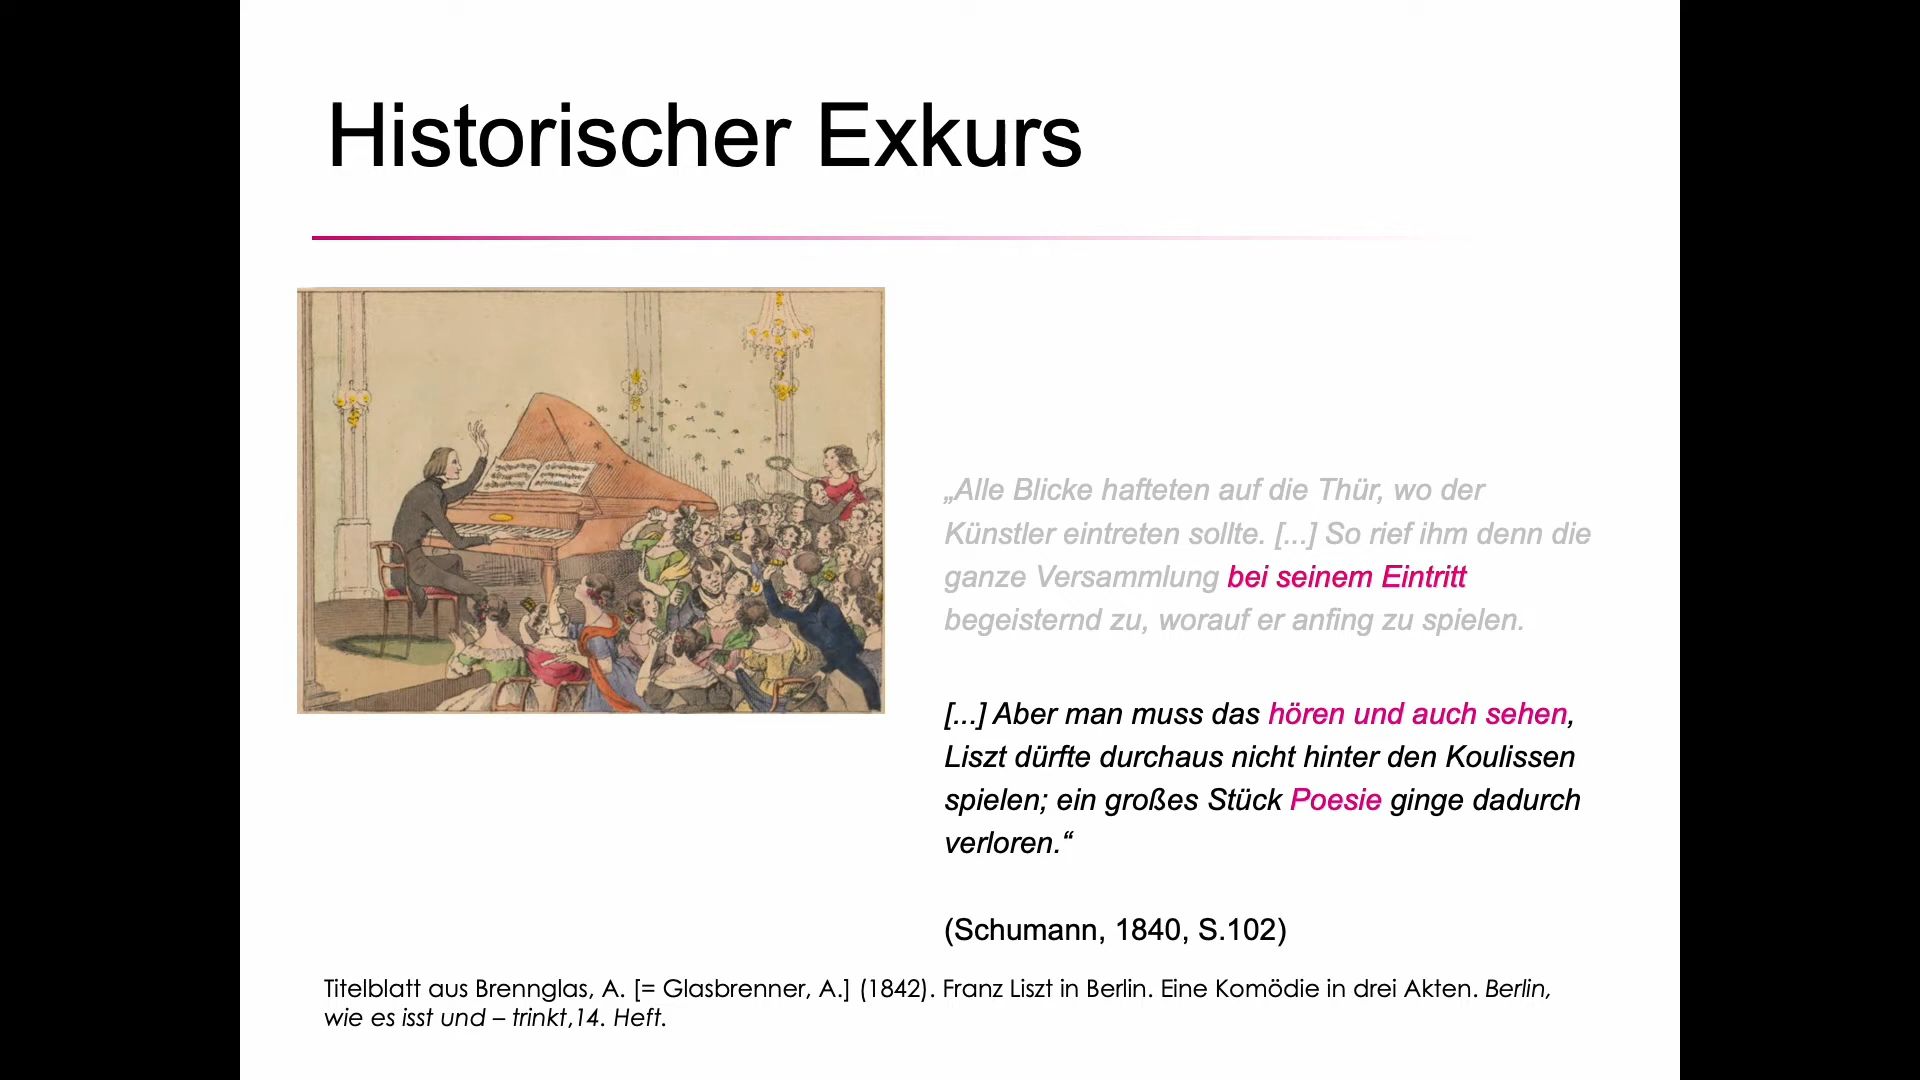 Historischer Exkurs
„Alle Blicke hafteten auf die Thür, wo der
Künstler eintreten sollte. [...] So rief ihm denn die
ganze Versammlung bei seinem Eintritt
begeisternd zu, worauf er anfing zu spielen.
[...] Aber man muss das hören und auch sehen,
Liszt dürfte durchaus nicht hinter den Koulissen
spielen; ein großes Stück Poesie ginge dadurch
verloren.“
(Schumann, 1840, S.102)
Titelblatt aus Brennglas, A. [= Glasbrenner, A.] (1842). Franz Liszt in Berlin. Eine Komödie in drei Akten. Berlin,
wie es isst und – trinkt,14. Heft.